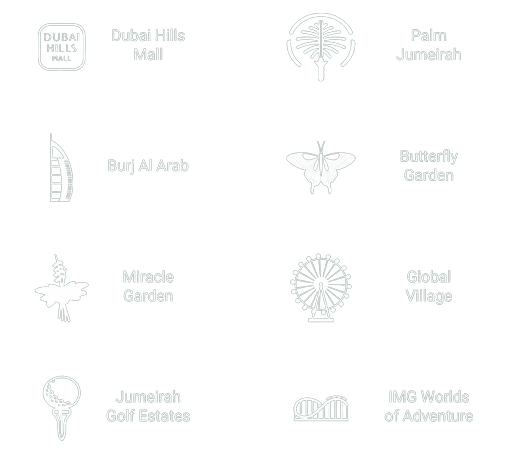 DUBAI
HILLS
MALL
Dubai Hills
Mall
Palm
Jumeirah
Burj Al Arab
Butterfly
Garden
Miracle
Garden
Global
Village
Jumeirah
Golf Estates
IMG Worlds
of Adventure